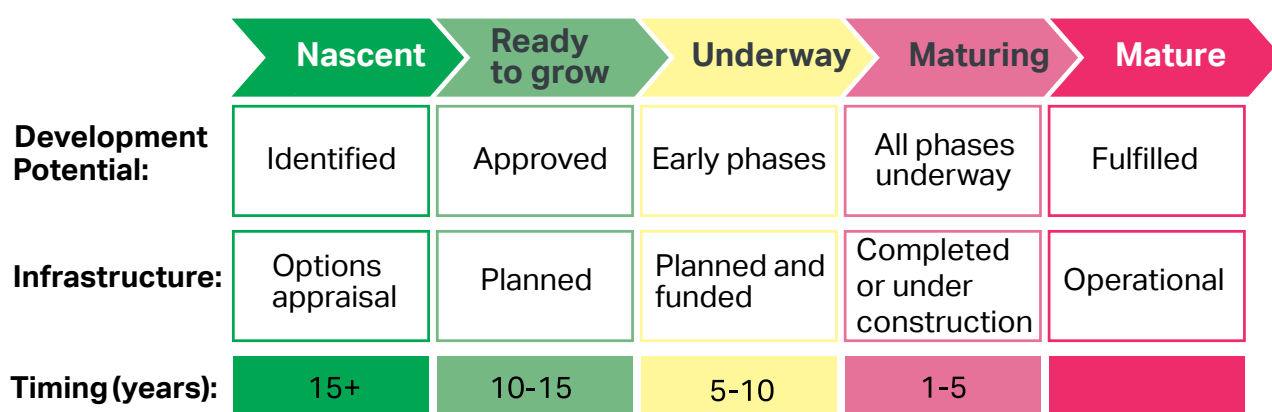 Nascent
Ready
to grow
Underway
Maturing
Mature
Development
Potential:
Identified
Approved
Early phases
All phases
underway
Fulfilled
Infrastructure:
Options
appraisal
Planned
Planned and
funded
Completed
or under
construction
Operational
Timing (years):
15+
10-15
5-10
1-5